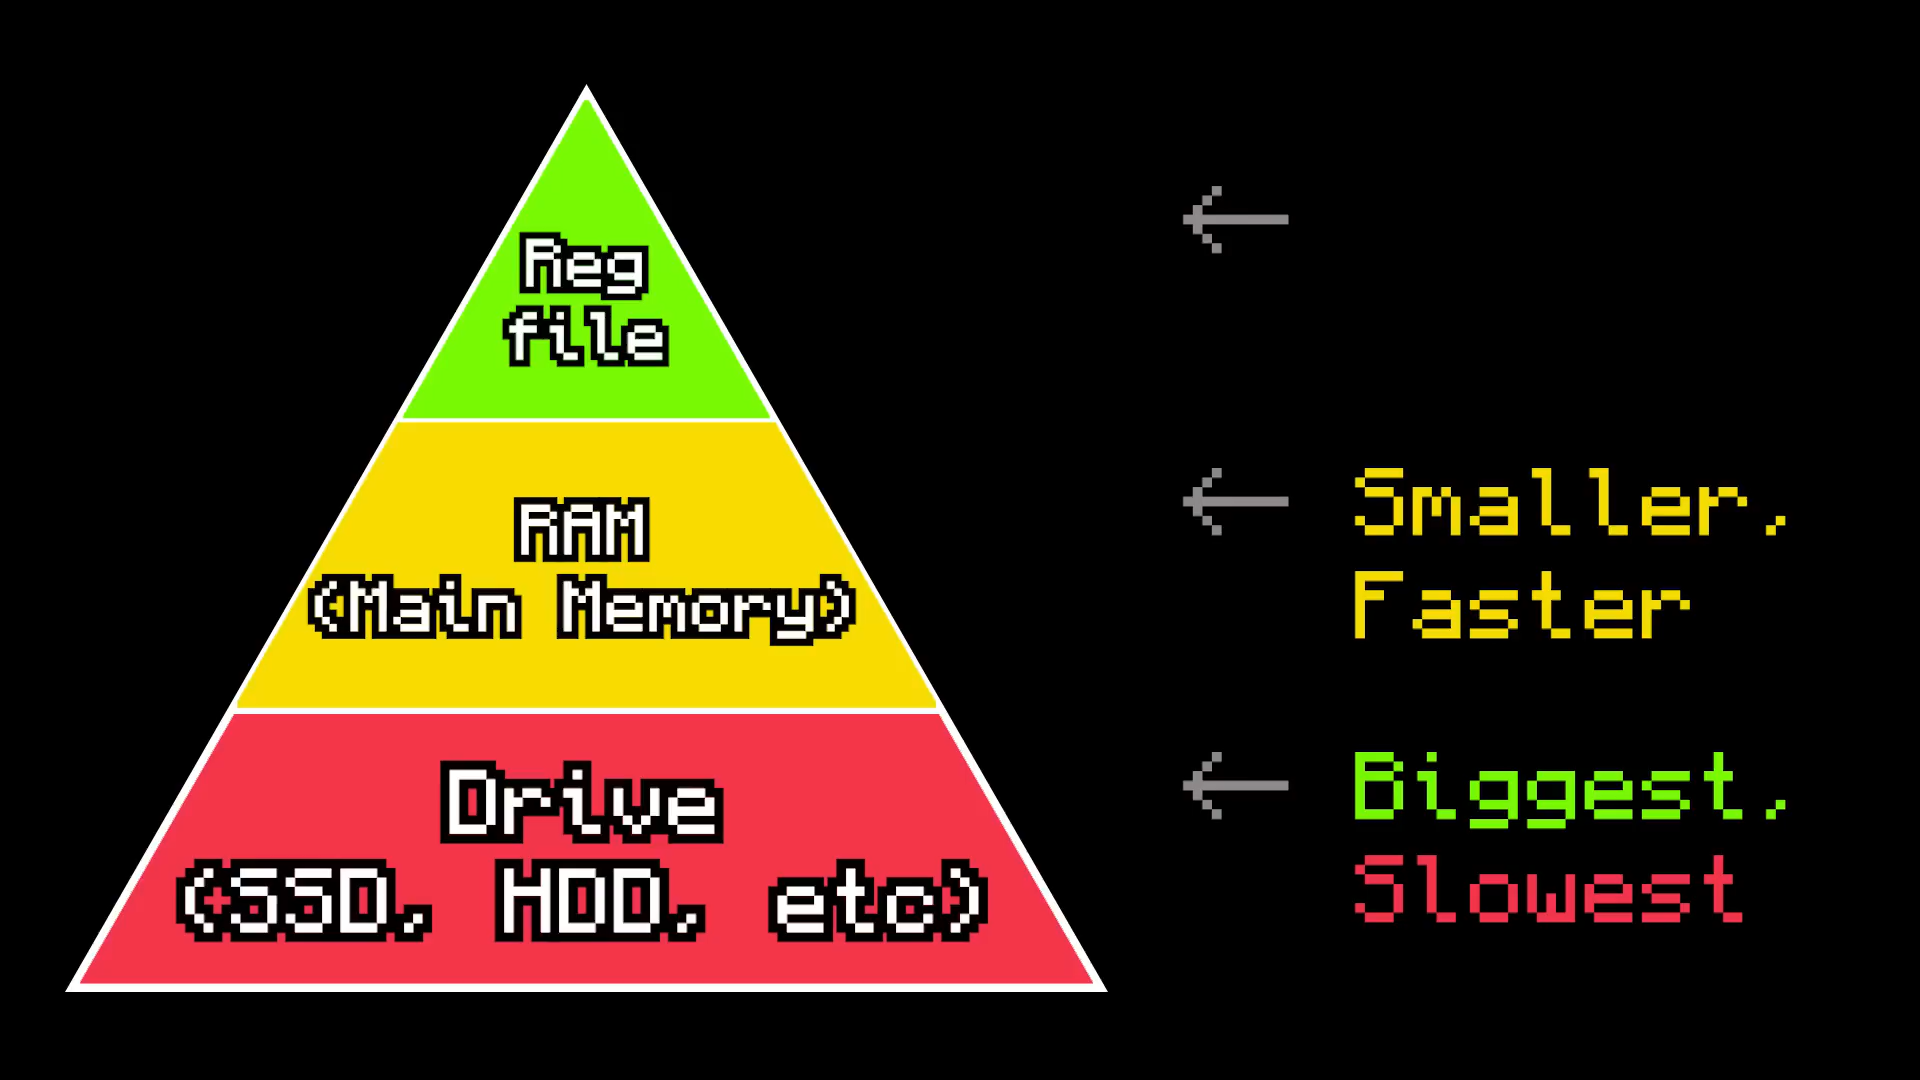 Reg
file
RAM
(Main Memory)
Drive
(SSD, HDD, etc)
Smaller,
Faster
Biggest,
Slowest